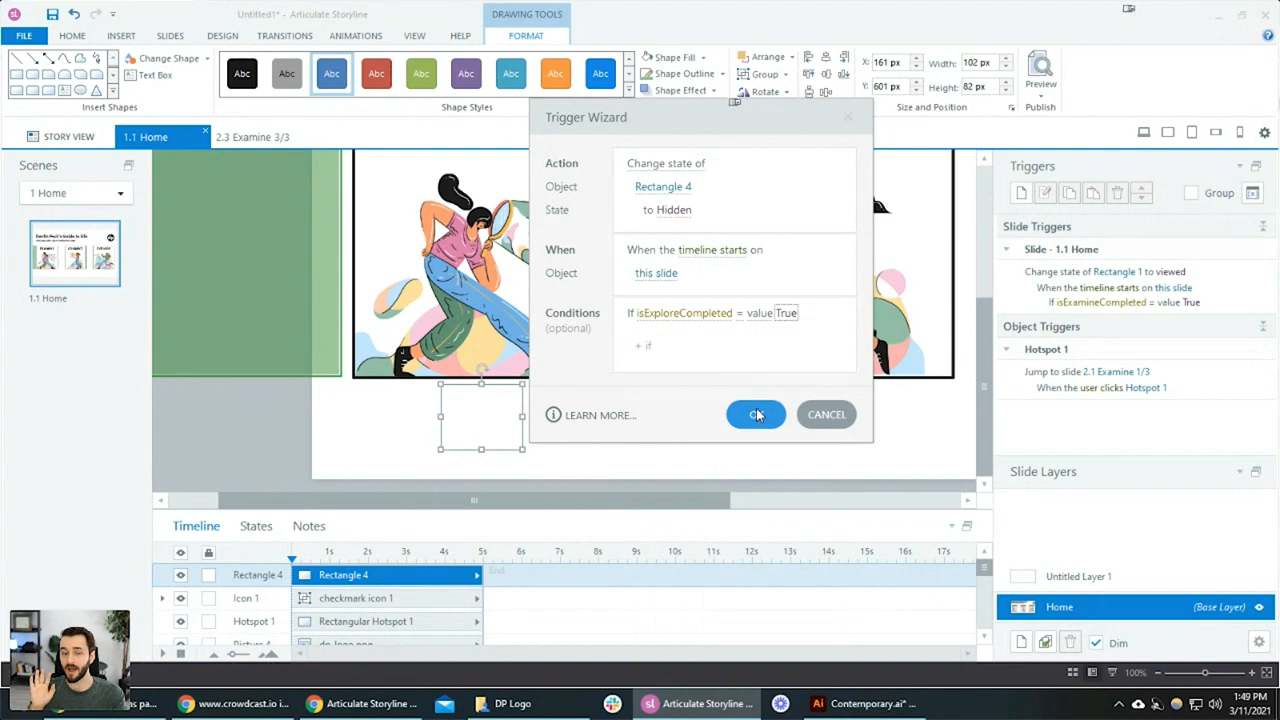 Untitled1* - Articulate Storyline
DRAWING TOOLS
FILE HOME INSERT SLIDES DESIGN TRANSITIONS ANIMATIONS VIEW HELP FORMAT
Change Shape
Text Box
Insert Shapes
Abc Abc Abc Abc Abc Abc Abc Abc Abc
Shape Styles
Shape Fill
Shape Outline
Shape Effect
Arrange
Group
Rotate
X: 161 px Width: 102 px
Y: 601 px Height: 82 px
Size and Position
Preview
Publish
STORY VIEW 1.1 Home 2.3 Examine 3/3
Scenes
1 Home
1.1 Home
Trigger Wizard
Action Change state of
Object Rectangle 4
State to Hidden
When When the timeline starts on
Object this slide
Conditions If isExploreCompleted = value True
(optional)
+ if
LEARN MORE... OK CANCEL
Triggers
Group
Slide Triggers
Slide - 1.1 Home
Change state of Rectangle 1 to viewed
When the timeline starts on this slide
If isExamineCompleted = value True
Object Triggers
Hotspot 1
Jump to slide 2.1 Examine 1/3
When the user clicks Hotspot 1
Slide Layers
Untitled Layer 1
Home (Base Layer)
Dim
Timeline States Notes
1s 2s 3s 4s 5s 6s 7s 8s 9s 10s 11s 12s 13s 14s 15s 16s 17s
Rectangle 4 Rectangle 4 End
Icon 1 checkmark icon 1
Hotspot 1 Rectangular Hotspot 1
Picture 4 dp-logo.png
100%
ns pa... www.crowdcast.io i... Articulate Storyline ... DP Logo Articulate Storyline ... Contemporary.ai* ...
1:49 PM
3/11/2021